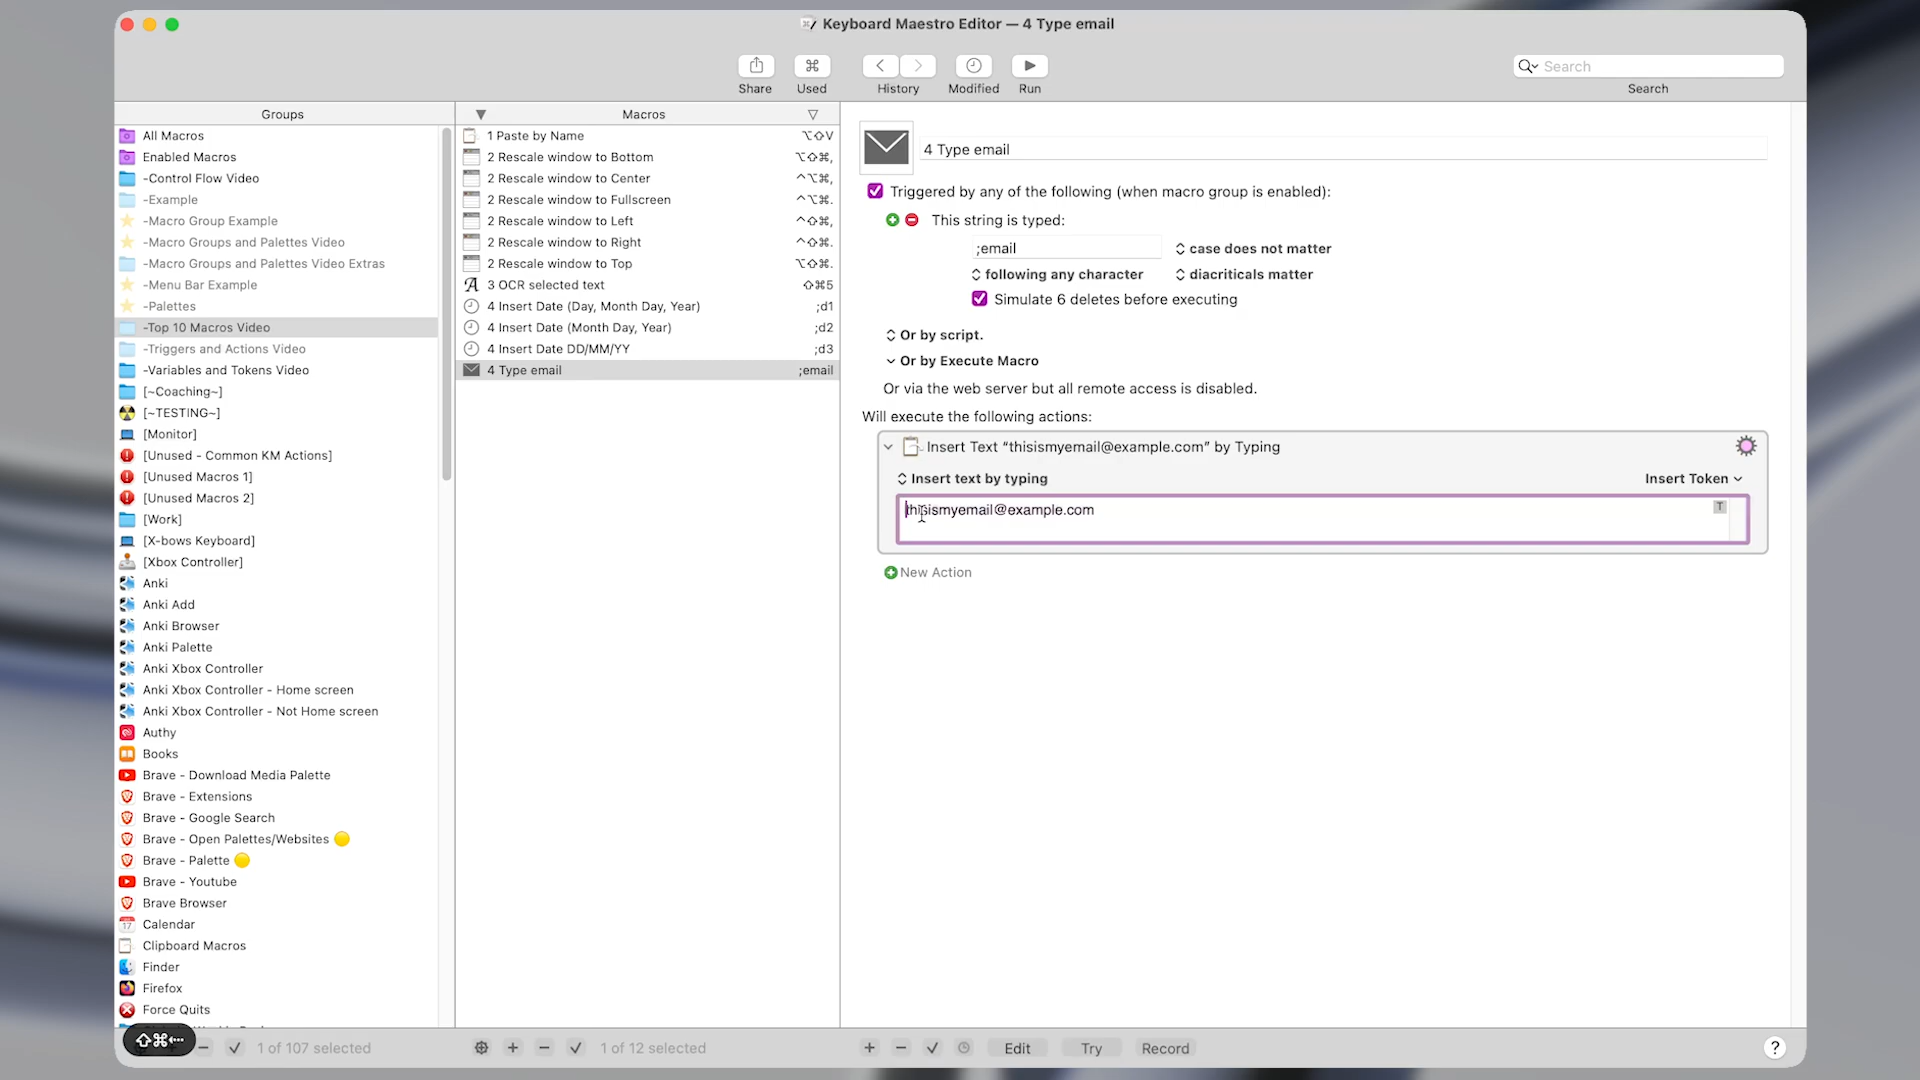 Keyboard Maestro Editor — 4 Type email
Share
Used
History
Modified
Run
Search
Search
Groups
All Macros
Enabled Macros
-Control Flow Video
-Example
-Macro Group Example
-Macro Groups and Palettes Video
-Macro Groups and Palettes Video Extras
-Menu Bar Example
-Palettes
-Top 10 Macros Video
-Triggers and Actions Video
-Variables and Tokens Video
[~Coaching~]
[~TESTING~]
[Monitor]
[Unused - Common KM Actions]
[Unused Macros 1]
[Unused Macros 2]
[Work]
[X-bows Keyboard]
[Xbox Controller]
Anki
Anki Add
Anki Browser
Anki Palette
Anki Xbox Controller
Anki Xbox Controller - Home screen
Anki Xbox Controller - Not Home screen
Authy
Books
Brave - Download Media Palette
Brave - Extensions
Brave - Google Search
Brave - Open Palettes/Websites
Brave - Palette
Brave - Youtube
Brave Browser
Calendar
Clipboard Macros
Finder
Firefox
Force Quits
1 of 107 selected
Macros
1 Paste by Name ⌥⇧V
2 Rescale window to Bottom ⌥⇧⌘,
2 Rescale window to Center ^⌥⌘,
2 Rescale window to Fullscreen ^⌥⌘.
2 Rescale window to Left ^⇧⌘,
2 Rescale window to Right ^⇧⌘.
2 Rescale window to Top ⌥⇧⌘.
3 OCR selected text ⇧⌘5
4 Insert Date (Day, Month Day, Year) ;d1
4 Insert Date (Month Day, Year) ;d2
4 Insert Date DD/MM/YY ;d3
4 Type email ;email
1 of 12 selected
4 Type email
Triggered by any of the following (when macro group is enabled):
This string is typed:
;email case does not matter
following any character diacriticals matter
Simulate 6 deletes before executing
Or by script.
Or by Execute Macro
Or via the web server but all remote access is disabled.
Will execute the following actions:
Insert Text “thisismyemail@example.com” by Typing
Insert text by typing Insert Token
thisismyemail@example.com T
New Action
Edit Try Record ?